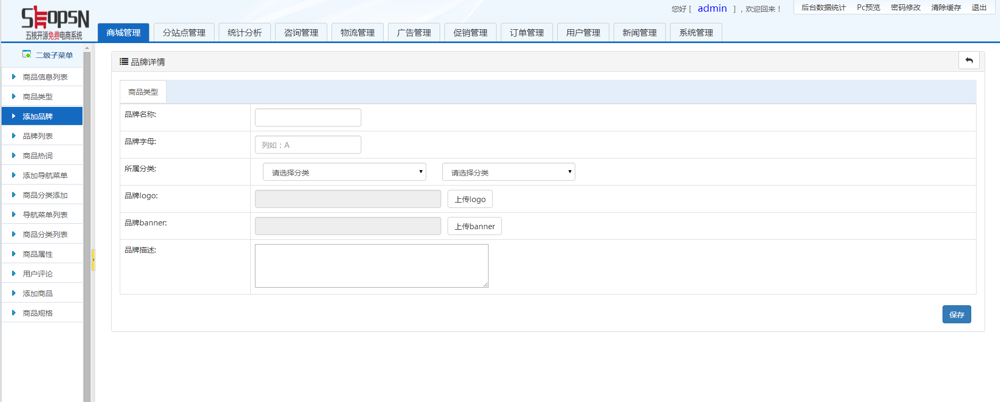 您好 [ admin ] ，欢迎回来！
后台数据统计 Pc预览 密码修改 清除缓存 退出
SHOPSN
五核开源免费电商系统
商城管理 分站点管理 统计分析 咨询管理 物流管理 广告管理 促销管理 订单管理 用户管理 新闻管理 系统管理
二级子菜单
商品信息列表
商品类型
添加品牌
品牌列表
商品热词
添加导航菜单
商品分类添加
导航菜单列表
商品分类列表
商品属性
用户评论
添加商品
商品规格
品牌详情
商品类型
品牌名称:
品牌字母: 列如：A
所属分类: 请选择分类 请选择分类
品牌logo: 上传logo
品牌banner: 上传banner
品牌描述:
保存